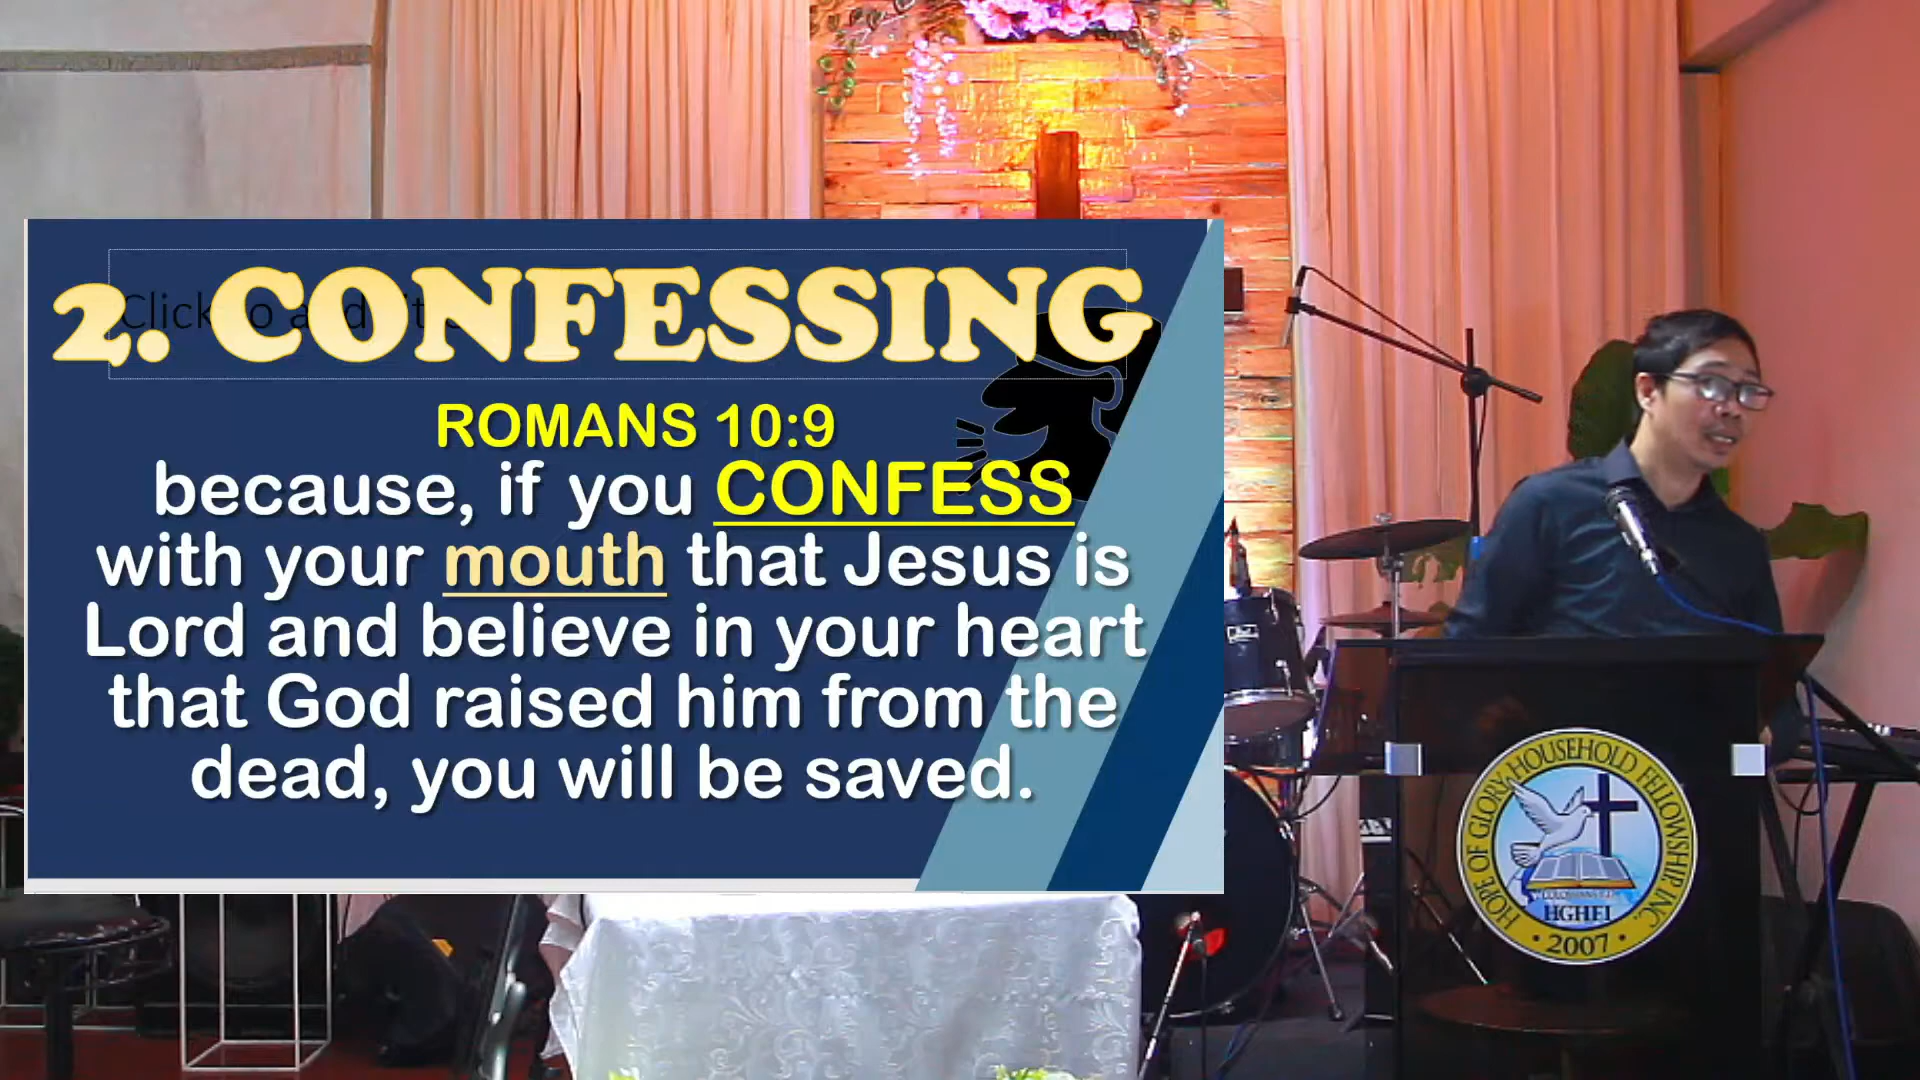 2. CONFESSING
ROMANS 10:9
because, if you CONFESS
with your mouth that Jesus is
Lord and believe in your heart
that God raised him from the
dead, you will be saved.
HOPE OF GLORY HOUSEHOLD FELLOWSHIP INC.
HGHFI
• 2007 •